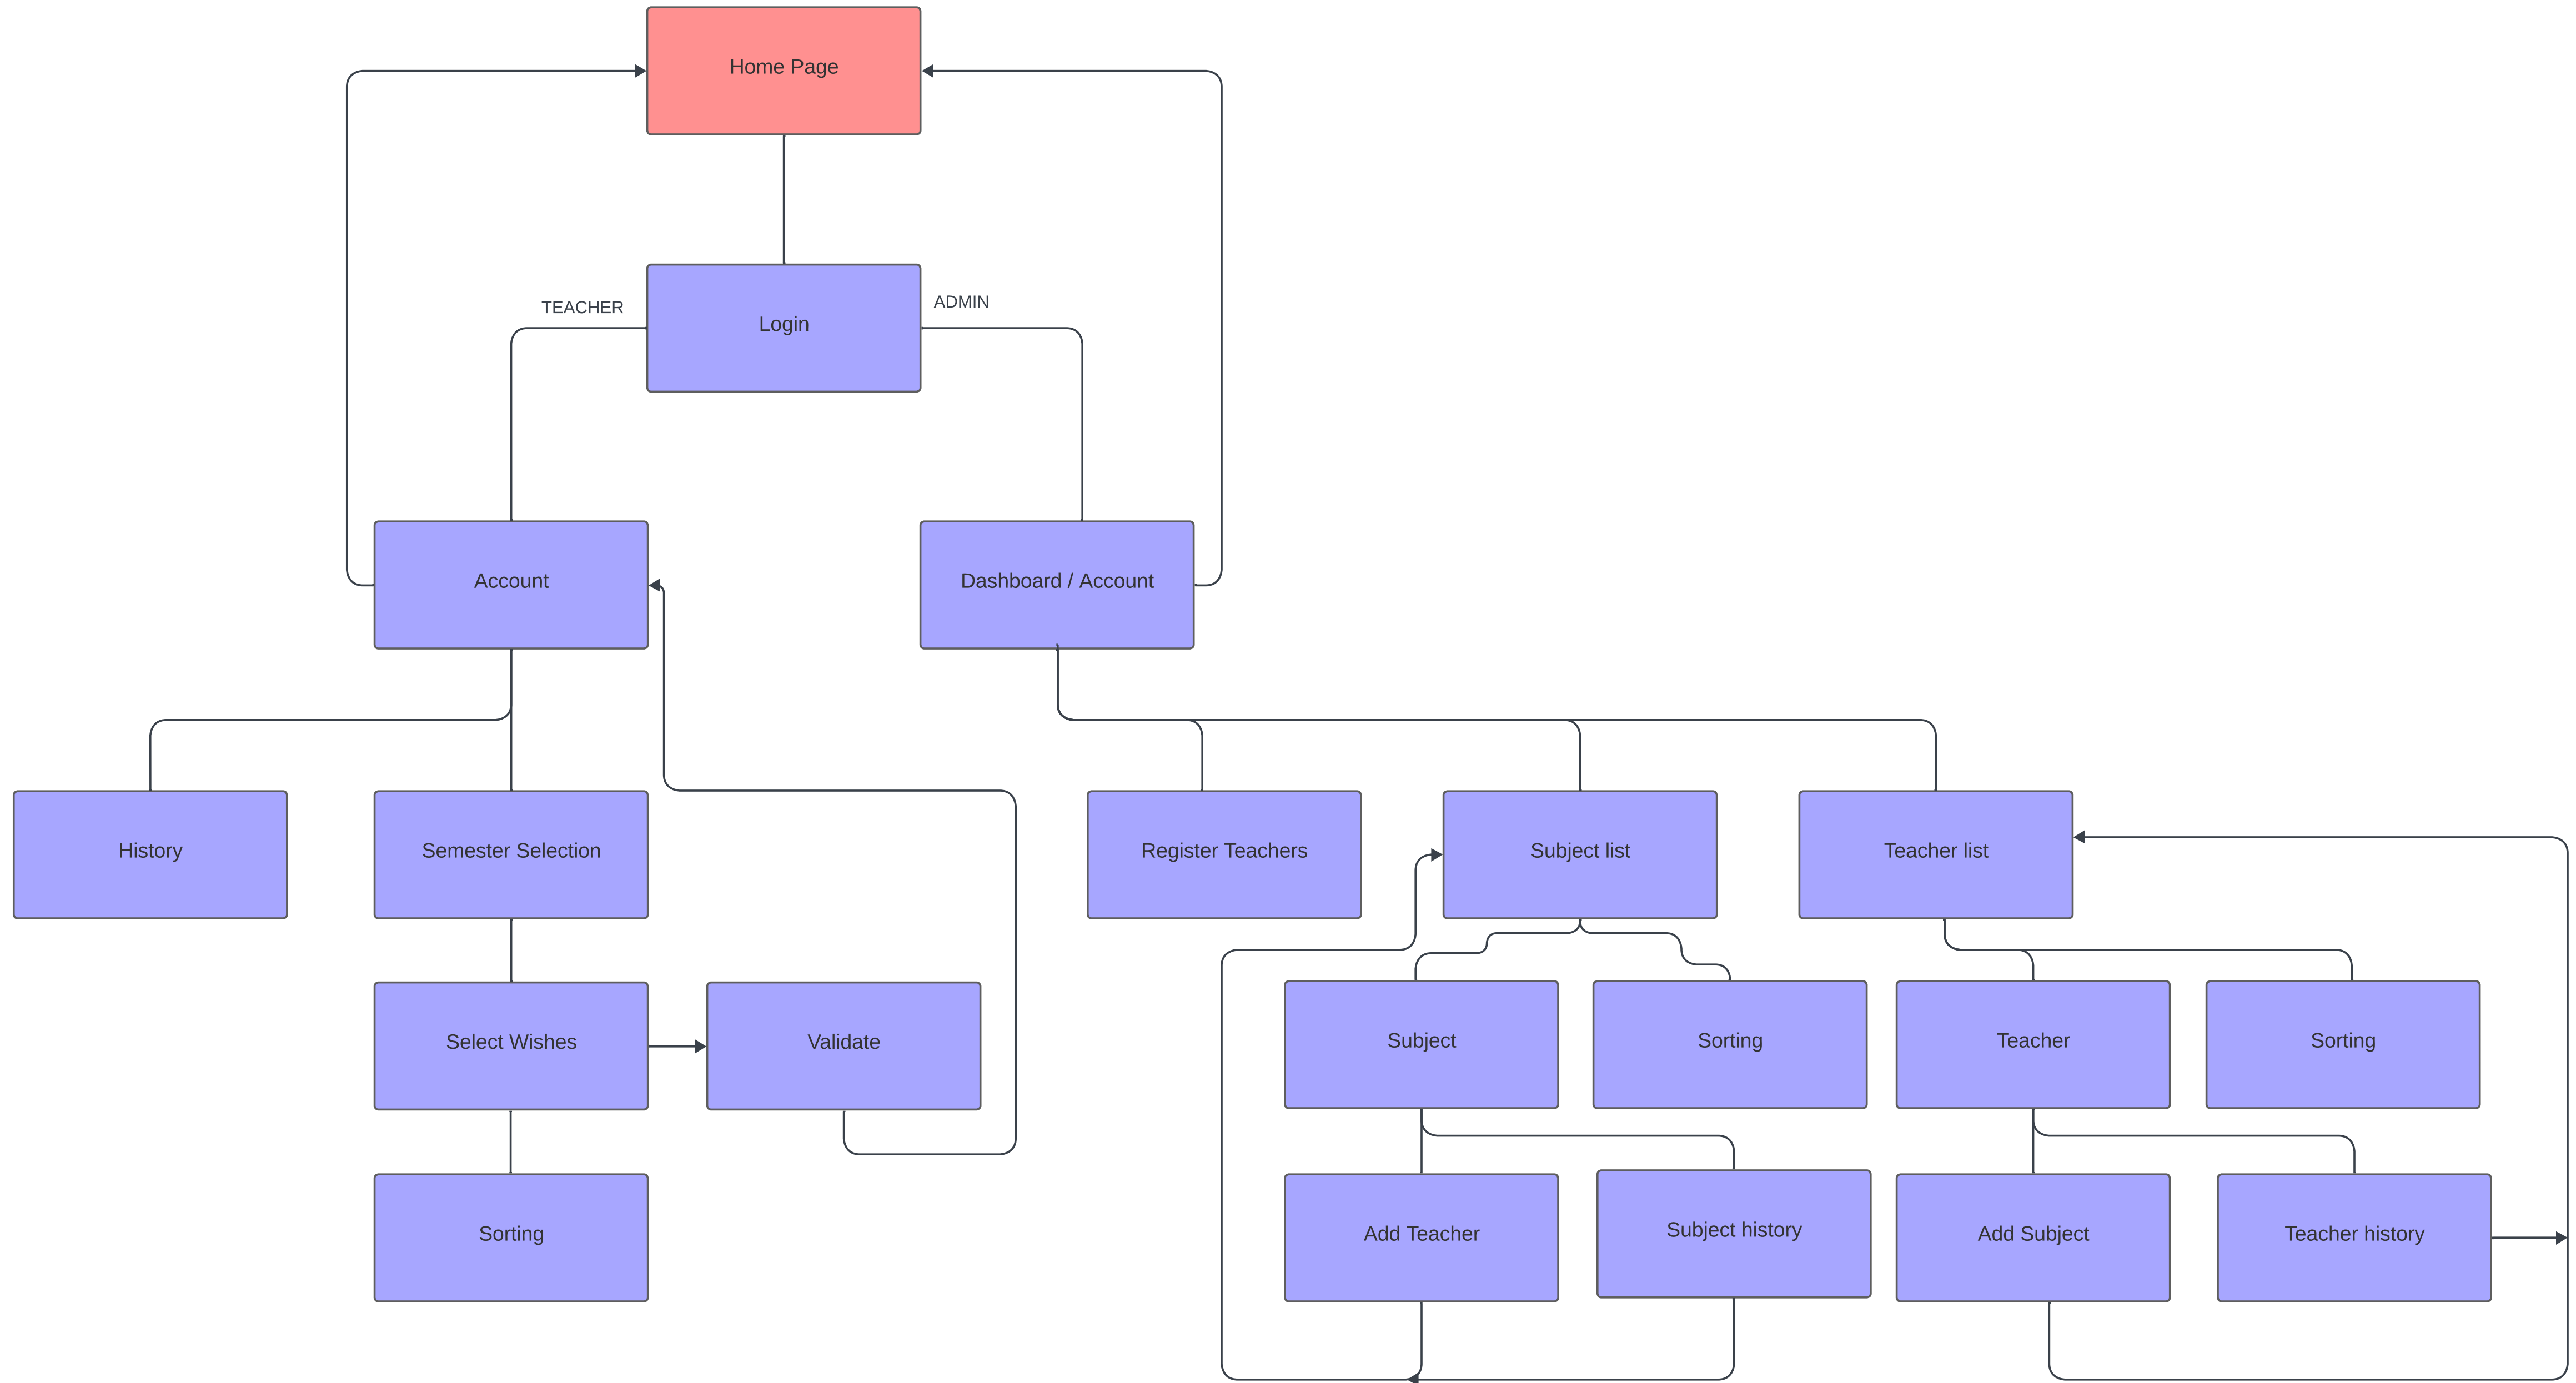 Home Page
TEACHER
ADMIN
Login
Account
Dashboard / Account
History
Semester Selection
Register Teachers
Subject list
Teacher list
Select Wishes
Validate
Subject
Sorting
Teacher
Sorting
Sorting
Add Teacher
Subject history
Add Subject
Teacher history